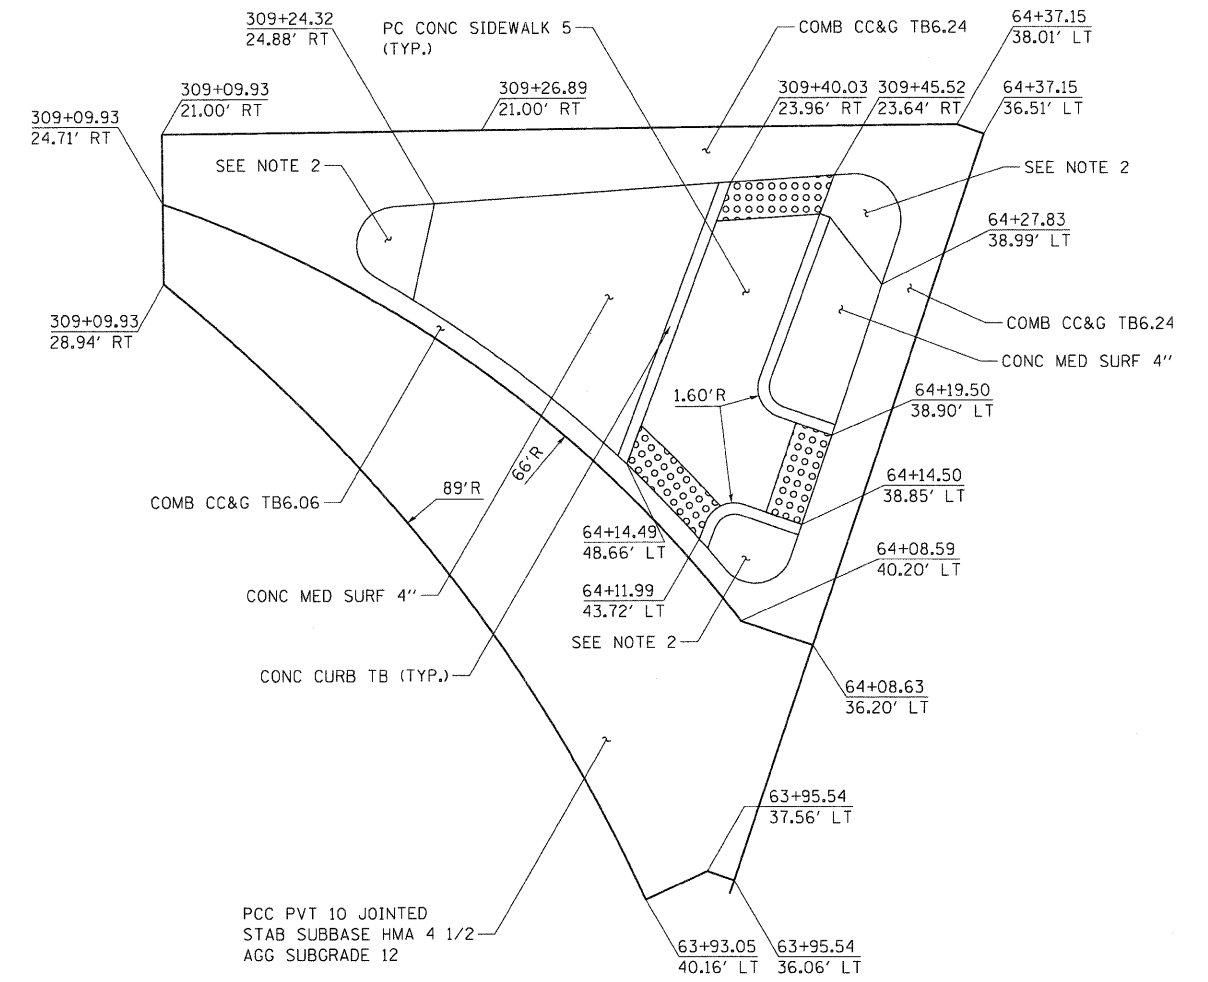 309+24.32
24.88' RT
PC CONC SIDEWALK 5
(TYP.)
COMB CC&G TB6.24
64+37.15
38.01' LT
309+09.93
21.00' RT
309+26.89
21.00' RT
309+40.03
23.96' RT
309+45.52
23.64' RT
64+37.15
36.51' LT
309+09.93
24.71' RT
SEE NOTE 2
SEE NOTE 2
64+27.83
38.99' LT
309+09.93
28.94' RT
COMB CC&G TB6.24
CONC MED SURF 4''
1.60'R
64+19.50
38.90' LT
66'R
89'R
64+14.50
38.85' LT
COMB CC&G TB6.06
64+14.49
48.66' LT
64+08.59
40.20' LT
CONC MED SURF 4''
64+11.99
43.72' LT
SEE NOTE 2
CONC CURB TB (TYP.)
64+08.63
36.20' LT
63+95.54
37.56' LT
PCC PVT 10 JOINTED
STAB SUBBASE HMA 4 1/2
AGG SUBGRADE 12
63+93.05
40.16' LT
63+95.54
36.06' LT